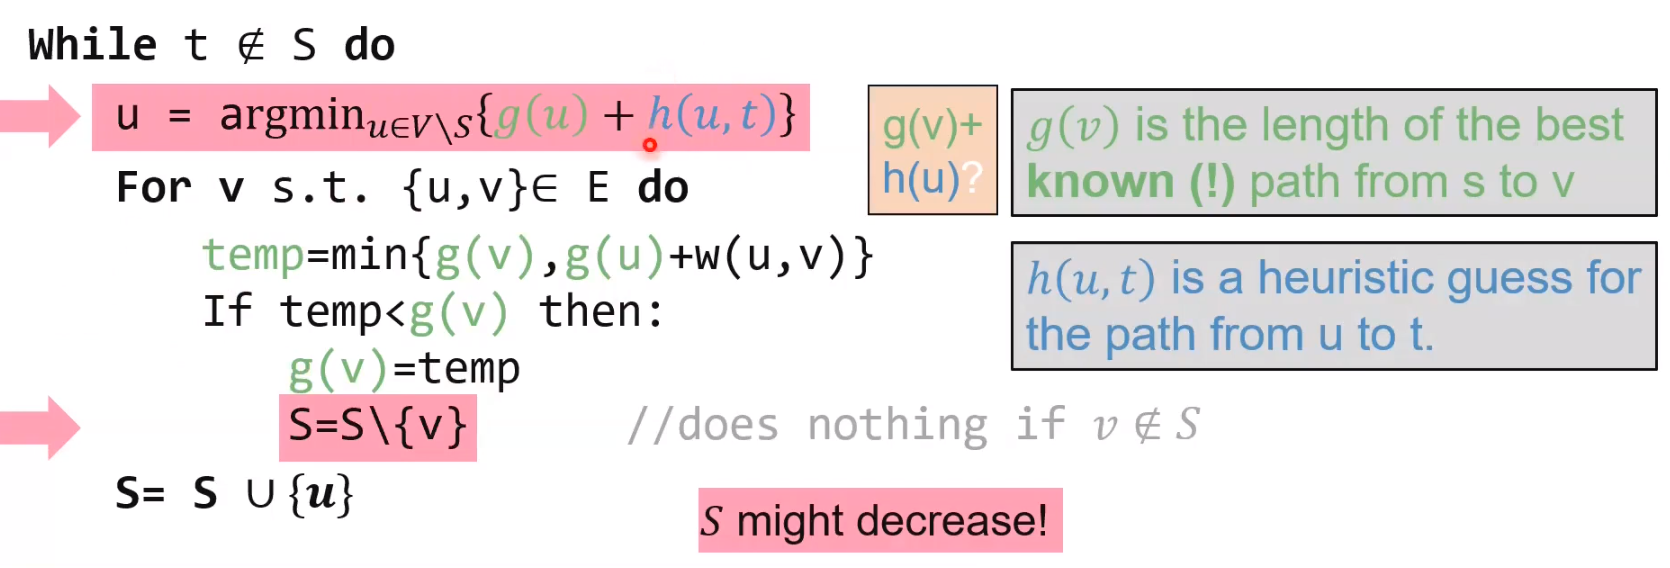 While t ∉ S do
u = argmin_{u∈V\S}{g(u) + h(u, t)}
For v s.t. {u,v}∈ E do
temp=min{g(v),g(u)+w(u,v)}
If temp<g(v) then:
g(v)=temp
S=S\{v} //does nothing if v ∉ S
S= S ∪ {u}
S might decrease!
g(v)+
h(u)?
g(v) is the length of the best
known (!) path from s to v
h(u, t) is a heuristic guess for
the path from u to t.